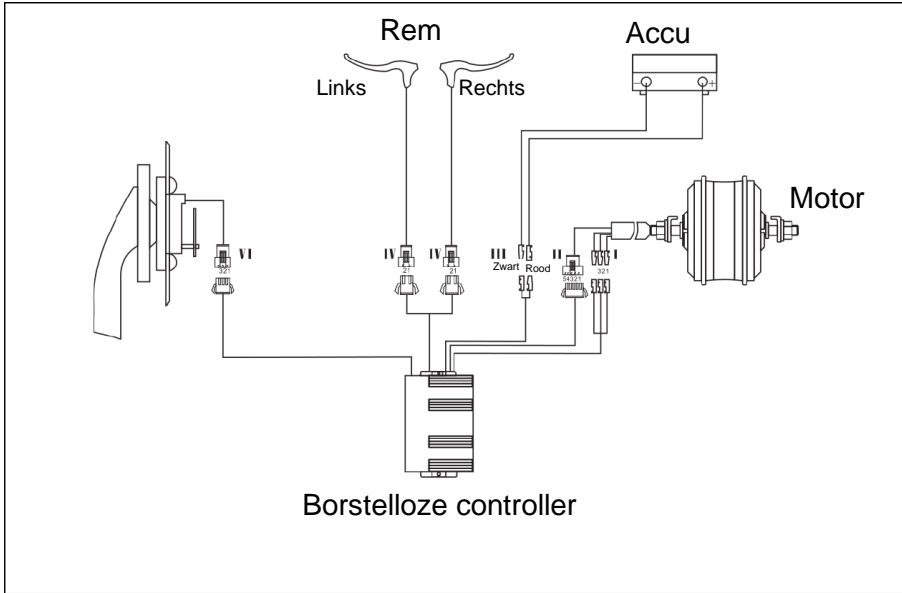 Rem
Accu
Links
Rechts
Motor
VI
IV
IV
III
II
I
Zwart
Rood
321
21
21
54321
321
− +
Borstelloze controller